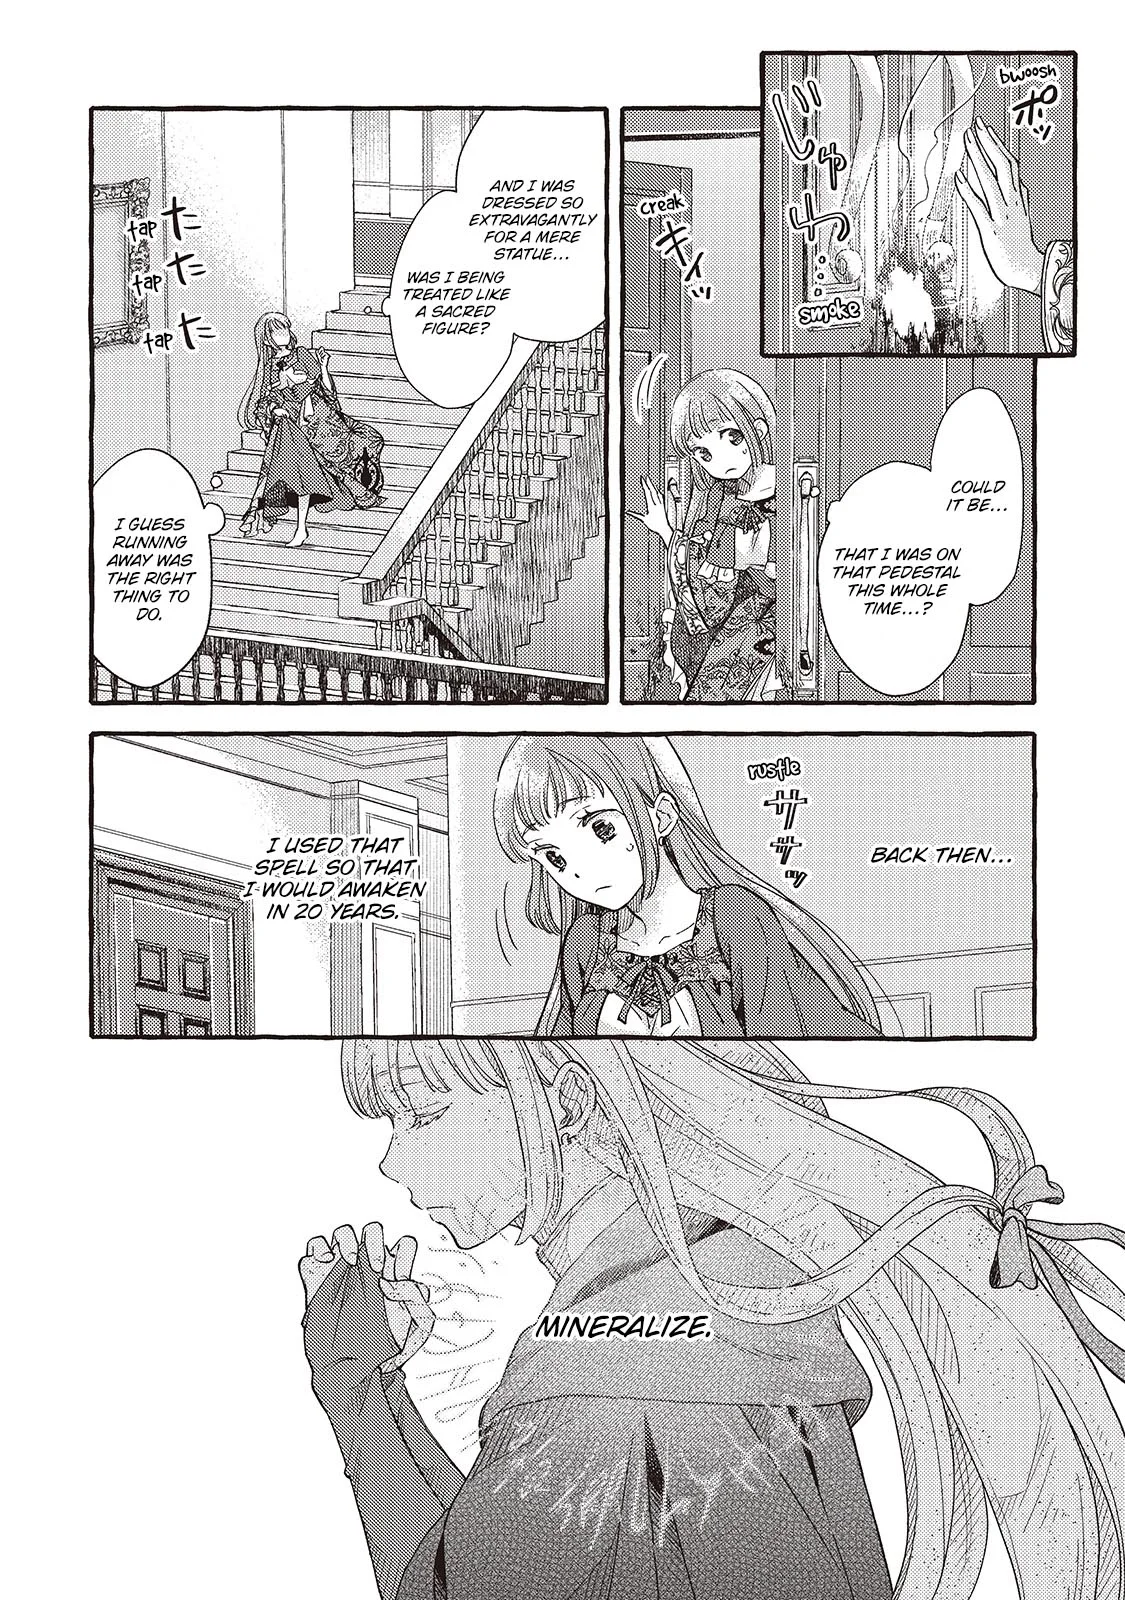 bwoosh
ポッ
じゅわ...
smoke
creak
キィッ
COULD
IT BE...
THAT I WAS ON
THAT PEDESTAL
THIS WHOLE
TIME...?
AND I WAS
DRESSED SO
EXTRAVAGANTLY
FOR A MERE
STATUE...
WAS I BEING
TREATED LIKE
A SACRED
FIGURE?
tap た
tap た
tap た
I GUESS
RUNNING
AWAY WAS
THE RIGHT
THING TO
DO.
rustle
ササッ
BACK THEN...
I USED THAT
SPELL SO THAT
I WOULD AWAKEN
IN 20 YEARS.
MINERALIZE.